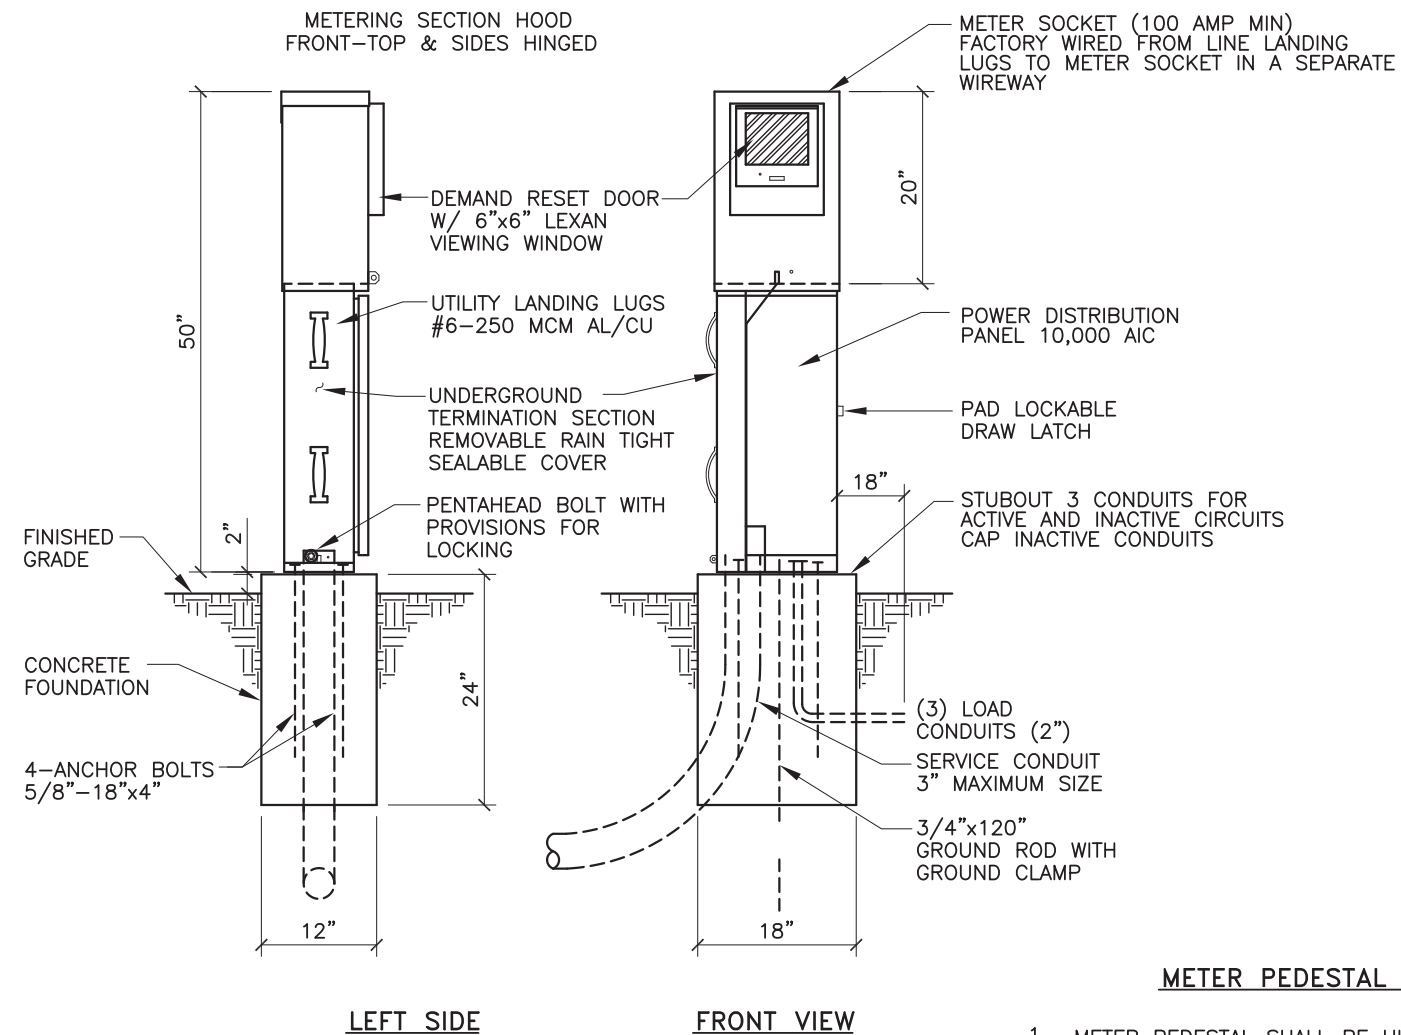 METERING SECTION HOOD
FRONT-TOP & SIDES HINGED
METER SOCKET (100 AMP MIN)
FACTORY WIRED FROM LINE LANDING
LUGS TO METER SOCKET IN A SEPARATE
WIREWAY
DEMAND RESET DOOR
W/ 6"x6" LEXAN
VIEWING WINDOW
20"
50"
UTILITY LANDING LUGS
#6-250 MCM AL/CU
POWER DISTRIBUTION
PANEL 10,000 AIC
UNDERGROUND
TERMINATION SECTION
REMOVABLE RAIN TIGHT
SEALABLE COVER
PAD LOCKABLE
DRAW LATCH
18"
PENTAHEAD BOLT WITH
PROVISIONS FOR
LOCKING
STUBOUT 3 CONDUITS FOR
ACTIVE AND INACTIVE CIRCUITS
CAP INACTIVE CONDUITS
FINISHED
GRADE
2"
CONCRETE
FOUNDATION
24"
(3) LOAD
CONDUITS (2")
4-ANCHOR BOLTS
5/8"-18"x4"
SERVICE CONDUIT
3" MAXIMUM SIZE
3/4"x120"
GROUND ROD WITH
GROUND CLAMP
12"
18"
METER PEDESTAL
LEFT SIDE
FRONT VIEW
1 METER PEDESTAL SHALL BE